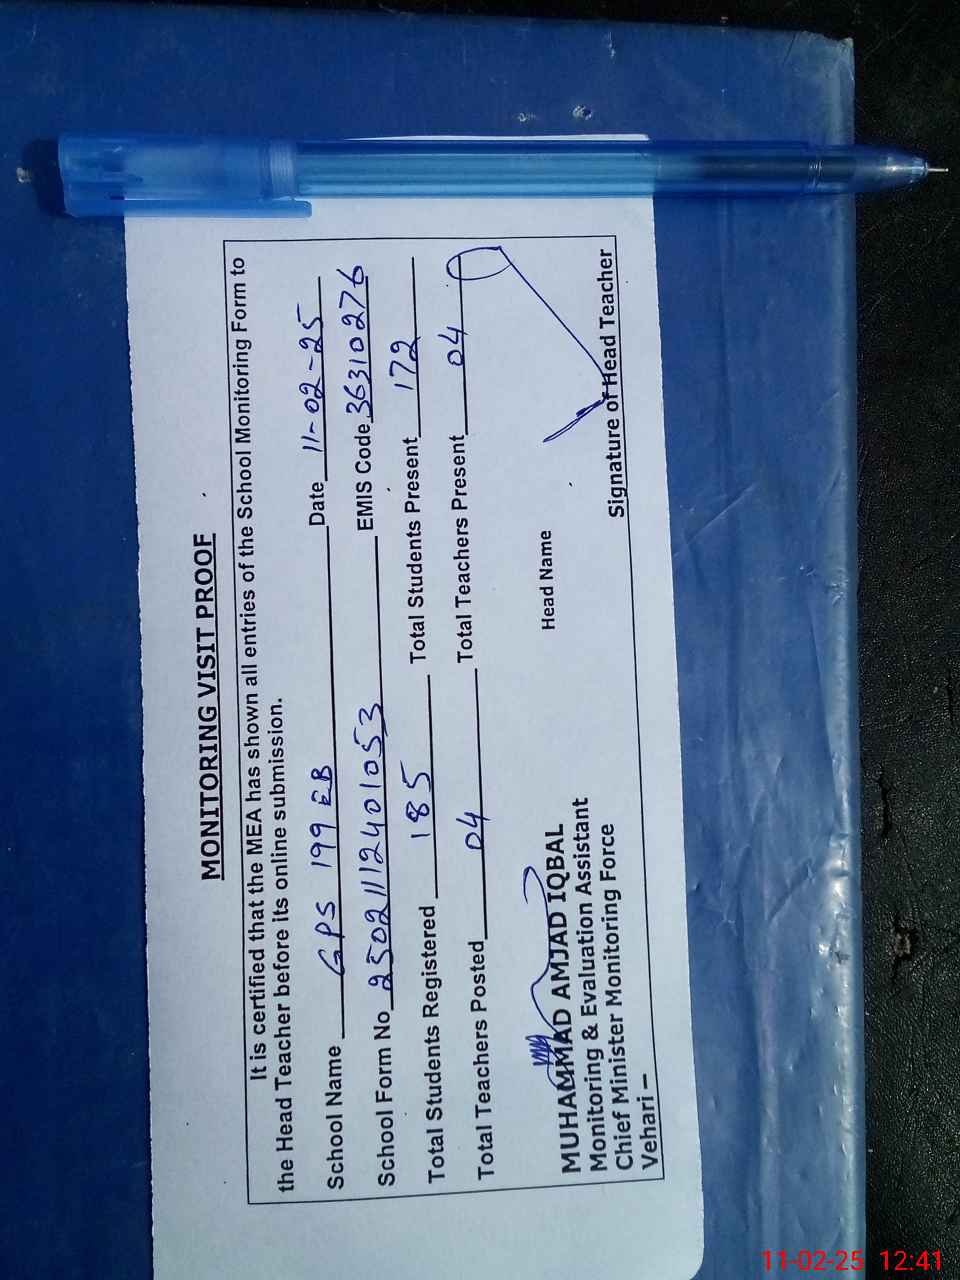 MONITORING VISIT PROOF
It is certified that the MEA has shown all entries of the School Monitoring Form to
the Head Teacher before its online submission.
School Name GPS 199 EB Date 11-02-25
School Form No 25021112401053 EMIS Code 36310276
Total Students Registered 185 Total Students Present 172
Total Teachers Posted 04 Total Teachers Present 04
MUHAMMAD AMJAD IQBAL Head Name
Monitoring & Evaluation Assistant
Chief Minister Monitoring Force Signature of Head Teacher
Vehari –
11-02-25 12:41